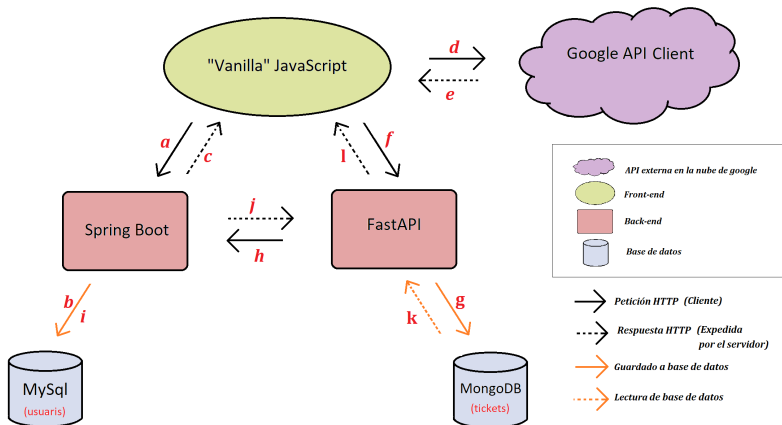 "Vanilla" JavaScript
d
Google API Client
e
a
c
l
f
API externa en la nube de google
Front-end
Back-end
Base de datos
Spring Boot
j
h
FastAPI
b
i
k
g
Petición HTTP (Cliente)
Respuesta HTTP (Expedida
por el servidor)
Guardado a base de datos
Lectura de base de datos
MySql
(usuaris)
MongoDB
(tickets)